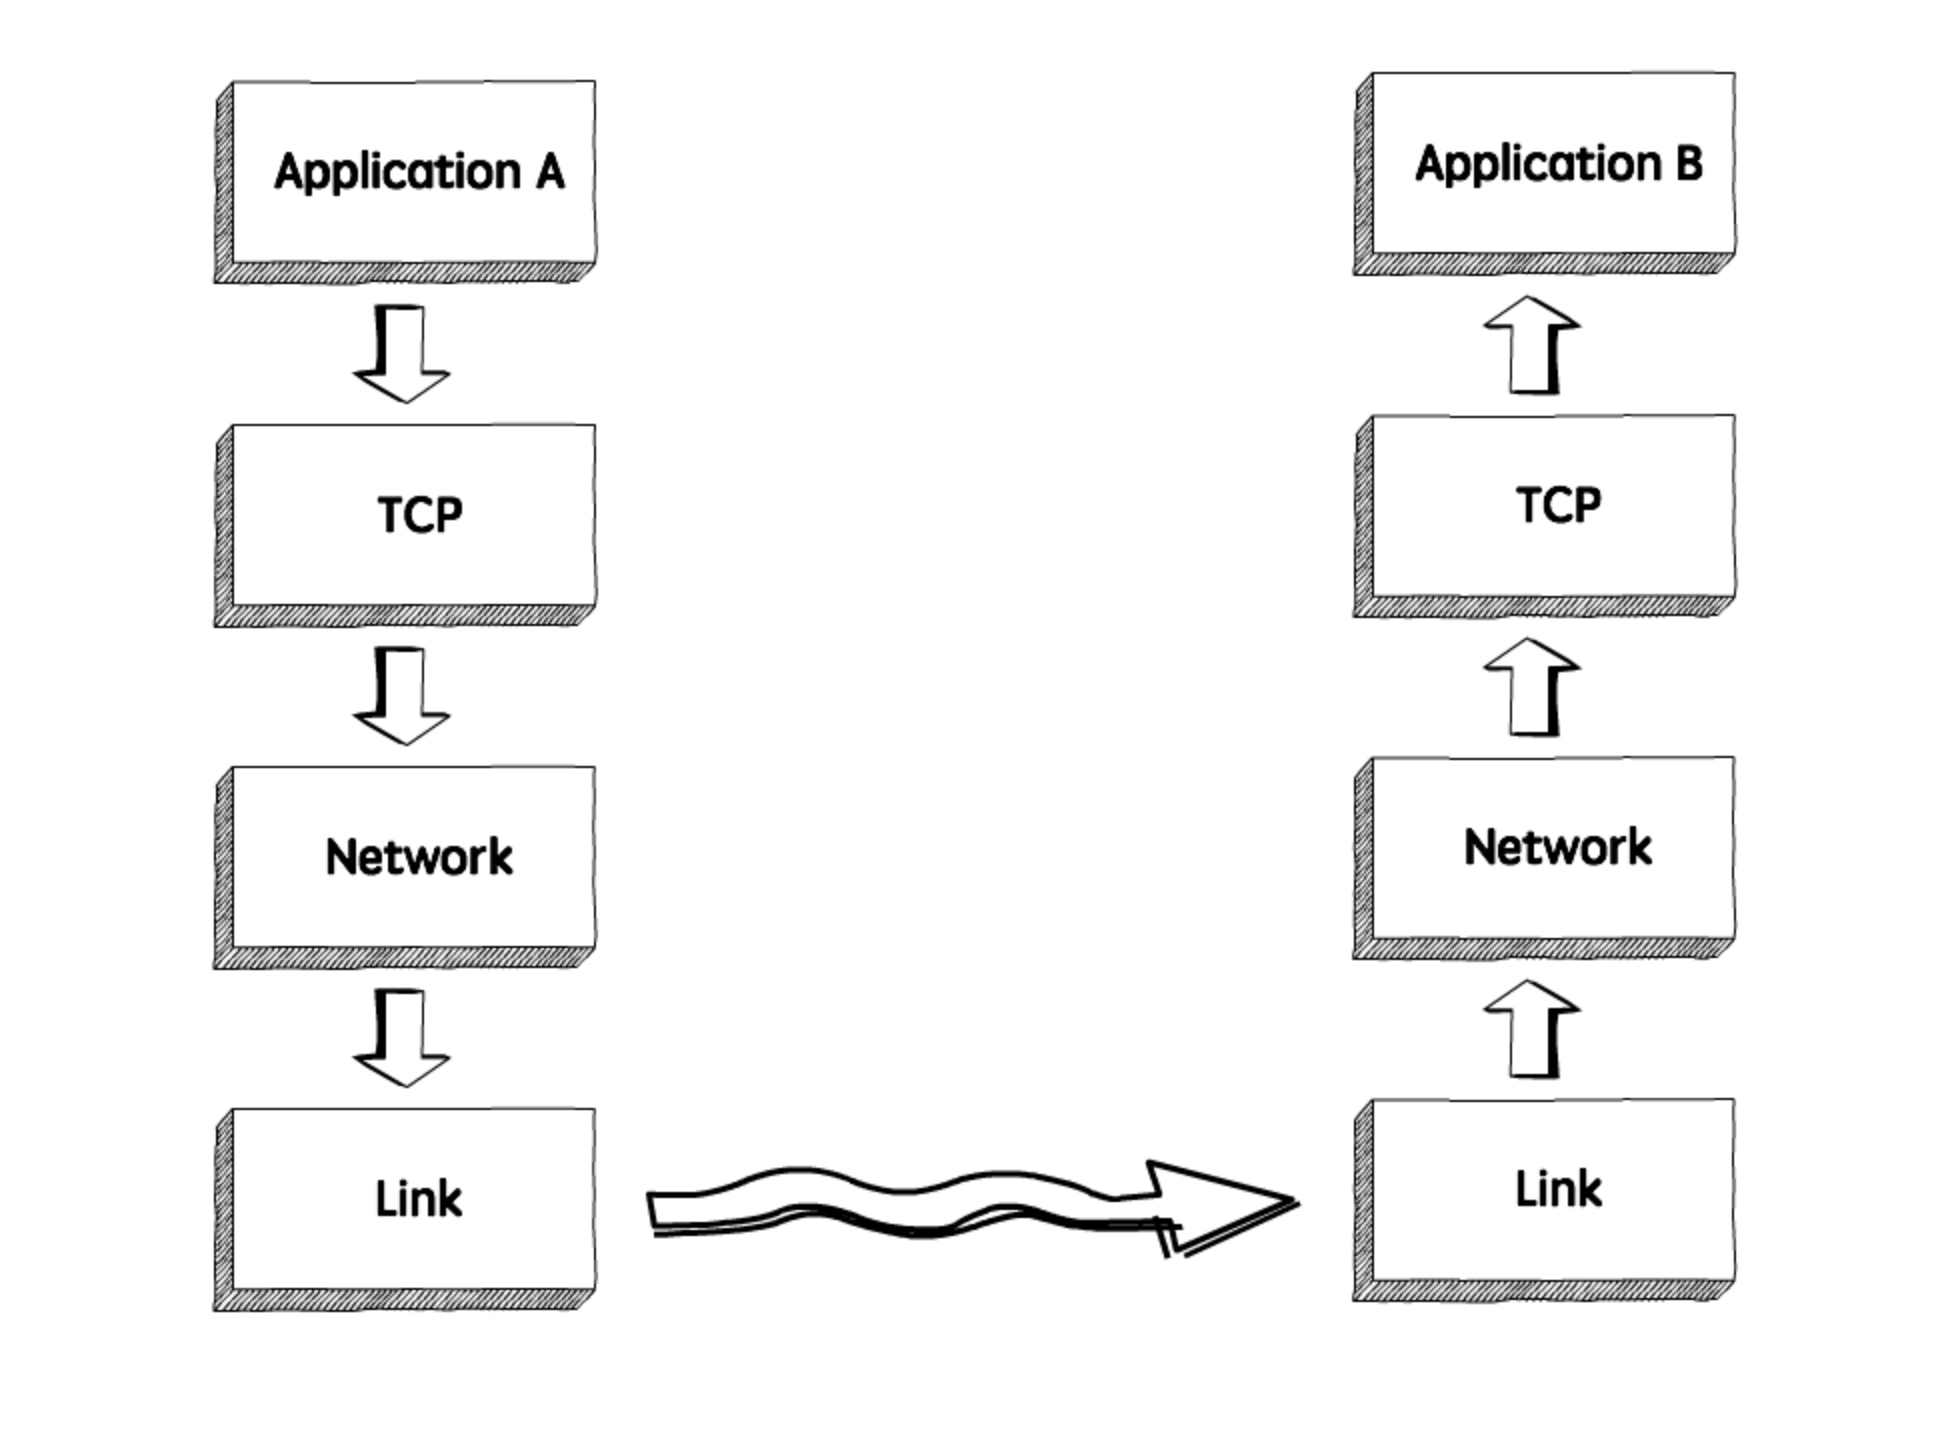 Application A
TCP
Network
Link
Application B
TCP
Network
Link